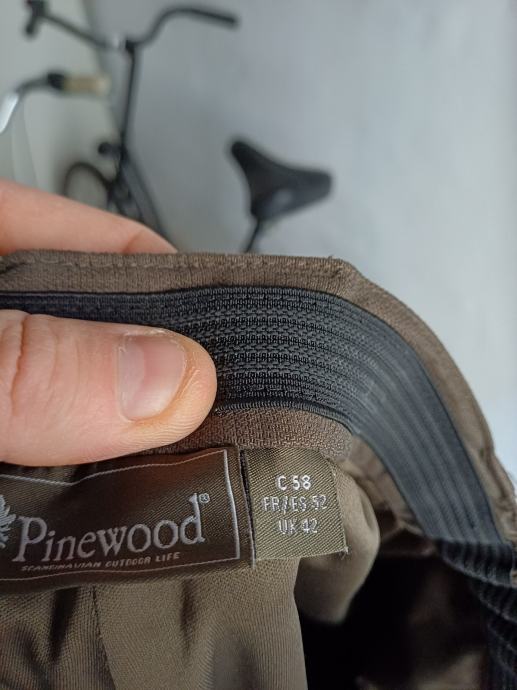 Pinewood®
SCANDINAVIAN OUTDOOR LIFE
C 58
FR/ES 52
UK 42